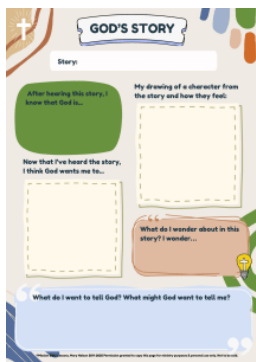 GOD'S STORY
Story:
After hearing this story, I
know that God is...
My drawing of a character from
the story and how they feel:
Now that I've heard the story,
I think God wants me to...
What do I wonder about in this
story? I wonder...
What do I want to tell God? What might God want to tell me?